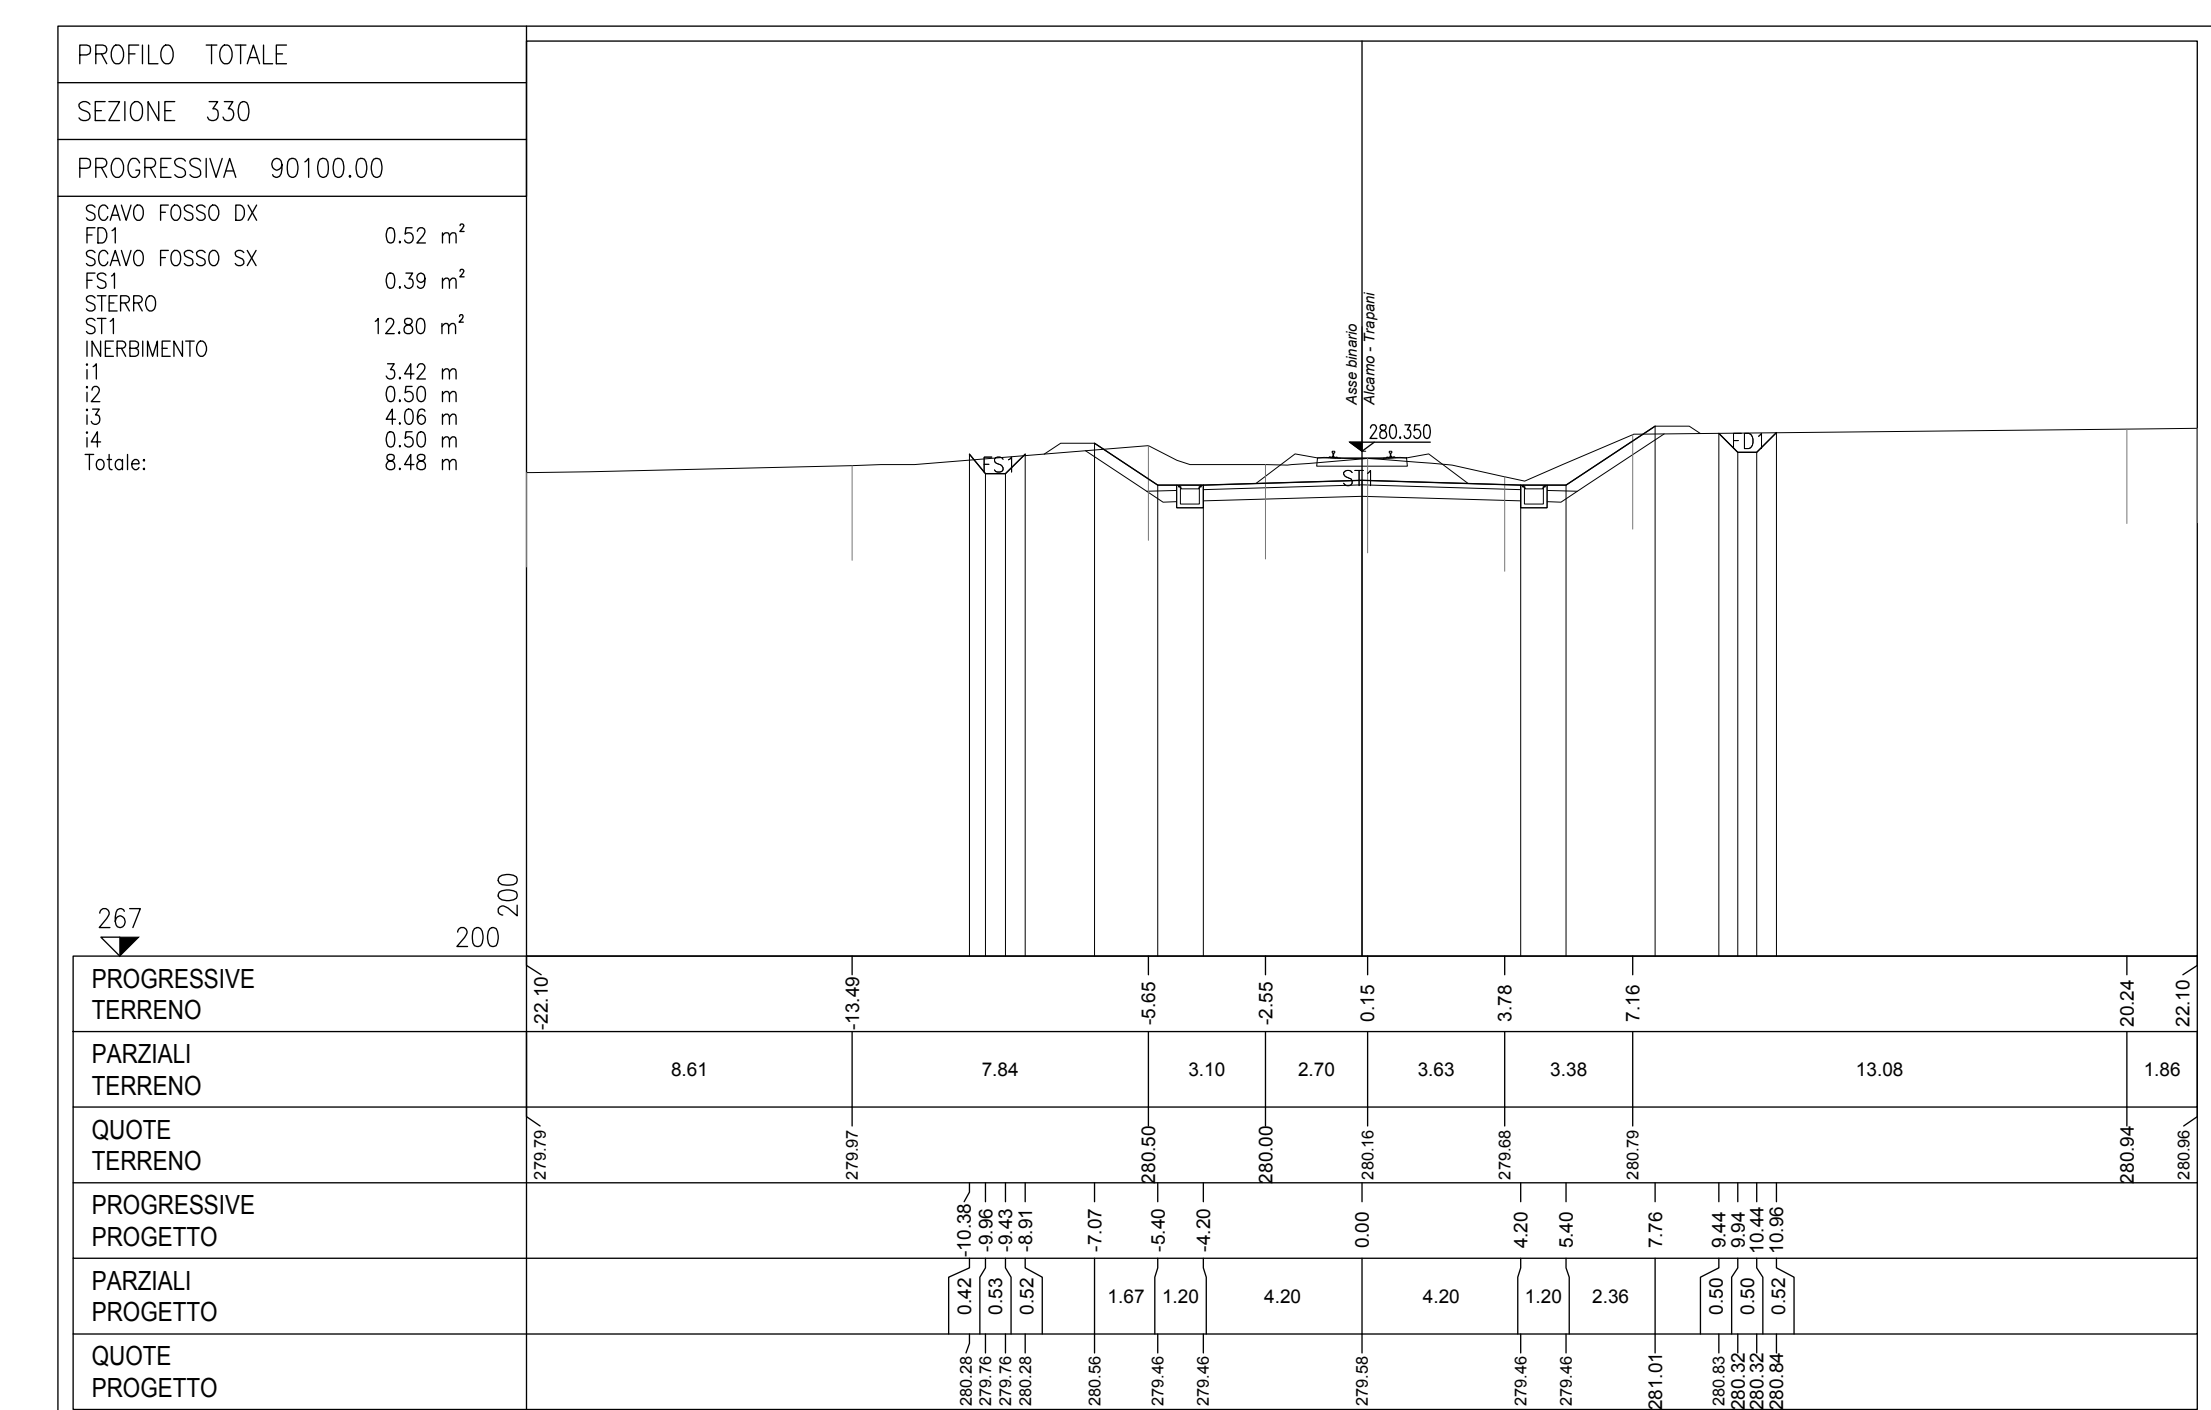 PROFILO TOTALE
SEZIONE 330
PROGRESSIVA 90100.00
SCAVO FOSSO DX
FD1 0.52 m²
SCAVO FOSSO SX
FS1 0.39 m²
STERRO
ST1 12.80 m²
INERBIMENTO
i1 3.42 m
i2 0.50 m
i3 4.06 m
i4 0.50 m
Totale: 8.48 m
Asse binario
Alcamo - Trapani
280.350
FS1
ST1
FD1
267
200
200
PROGRESSIVE
TERRENO
-22.10 -13.49 -5.65 -2.55 0.15 3.78 7.16 20.24 22.10
PARZIALI
TERRENO
8.61 7.84 3.10 2.70 3.63 3.38 13.08 1.86
QUOTE
TERRENO
279.79 279.97 280.50 280.00 280.16 279.68 280.79 280.94 280.96
PROGRESSIVE
PROGETTO
-10.38 -9.96 -9.43 -8.91 -7.07 -5.40 -4.20 0.00 4.20 5.40 7.76 9.44 9.94 10.44 10.96
PARZIALI
PROGETTO
0.42 0.53 0.52 1.67 1.20 4.20 4.20 1.20 2.36 0.50 0.50 0.52
QUOTE
PROGETTO
280.28 279.76 279.76 280.28 280.56 279.46 279.46 279.58 279.46 279.46 281.01 280.83 280.32 280.32 280.84